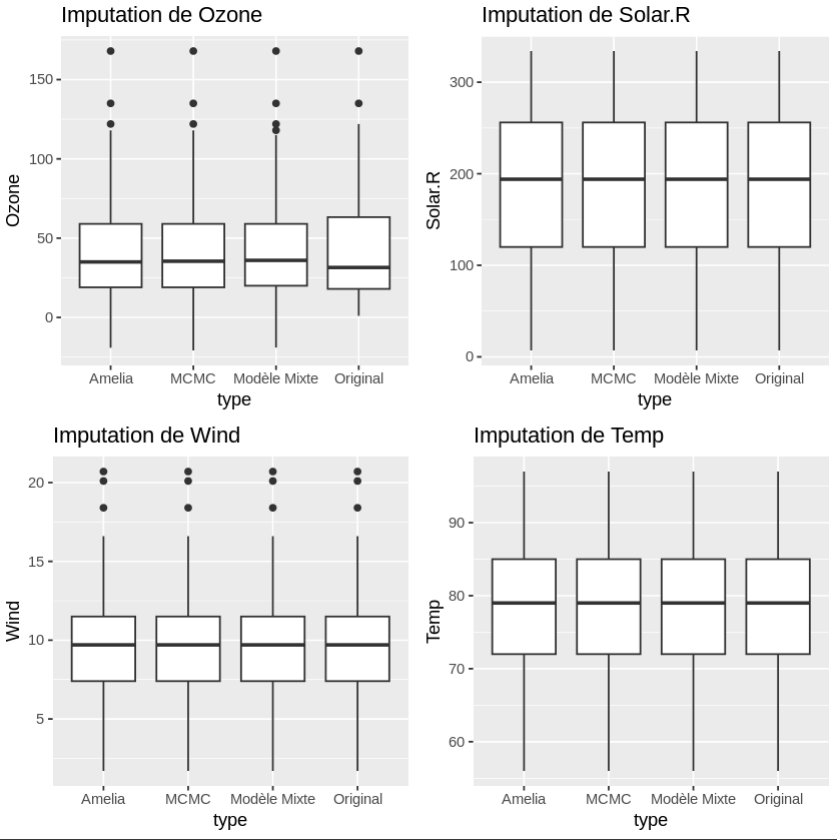 Imputation de Ozone
150
100
50
0
Ozone
Amelia MCMC Modèle Mixte Original
type
Imputation de Solar.R
300
200
100
0
Solar.R
Amelia MCMC Modèle Mixte Original
type
Imputation de Wind
20
15
10
5
Wind
Amelia MCMC Modèle Mixte Original
type
Imputation de Temp
90
80
70
60
Temp
Amelia MCMC Modèle Mixte Original
type